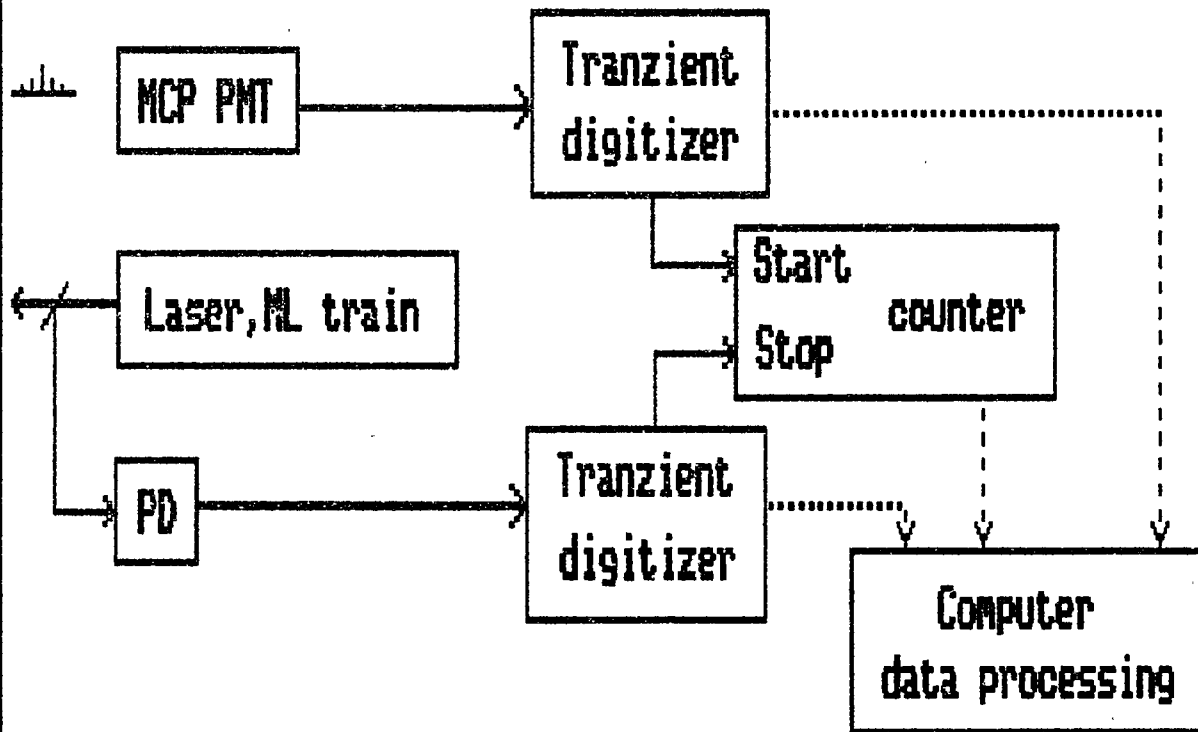 MCP PMT
Tranzient
digitizer
Start
counter
Stop
Laser,ML train
PD
Tranzient
digitizer
Computer
data processing